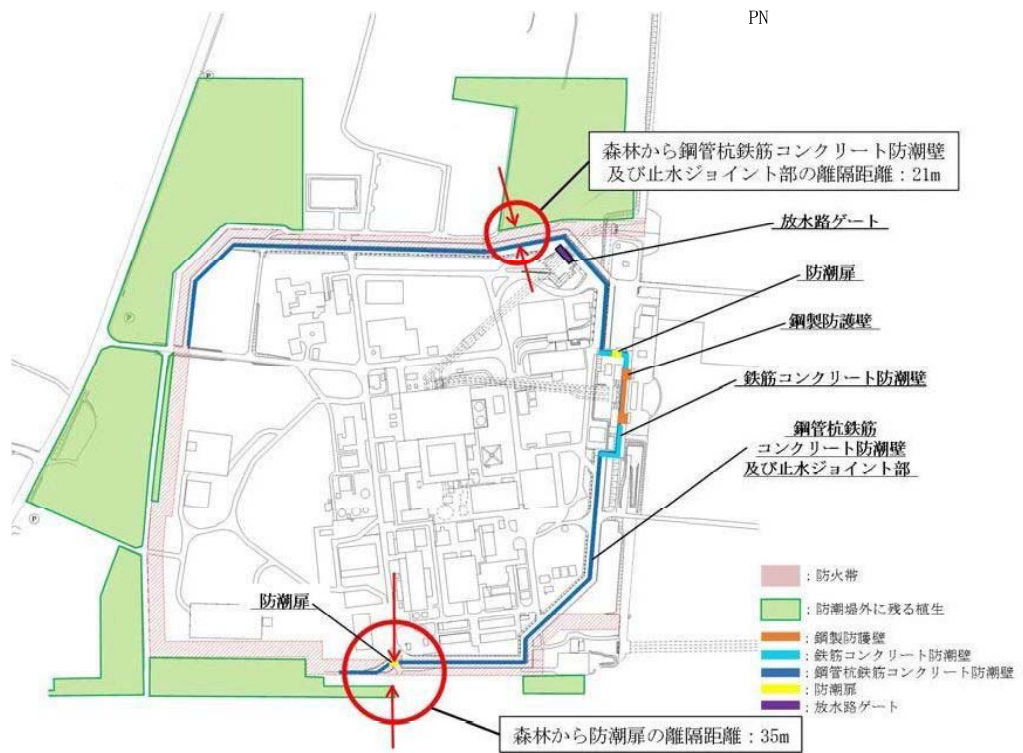 PN
森林から鋼管杭鉄筋コンクリート防潮壁
及び止水ジョイント部の離隔距離：21m
放水路ゲート
防潮扉
鋼製防護壁
鉄筋コンクリート防潮壁
鋼管杭鉄筋
コンクリート防潮壁
及び止水ジョイント部
防潮扉
：防火帯
：防潮堤外に残る植生
：鋼製防護壁
：鉄筋コンクリート防潮壁
：鋼管杭鉄筋コンクリート防潮壁
：防潮扉
：放水路ゲート
森林から防潮扉の離隔距離：35m
P
P
P